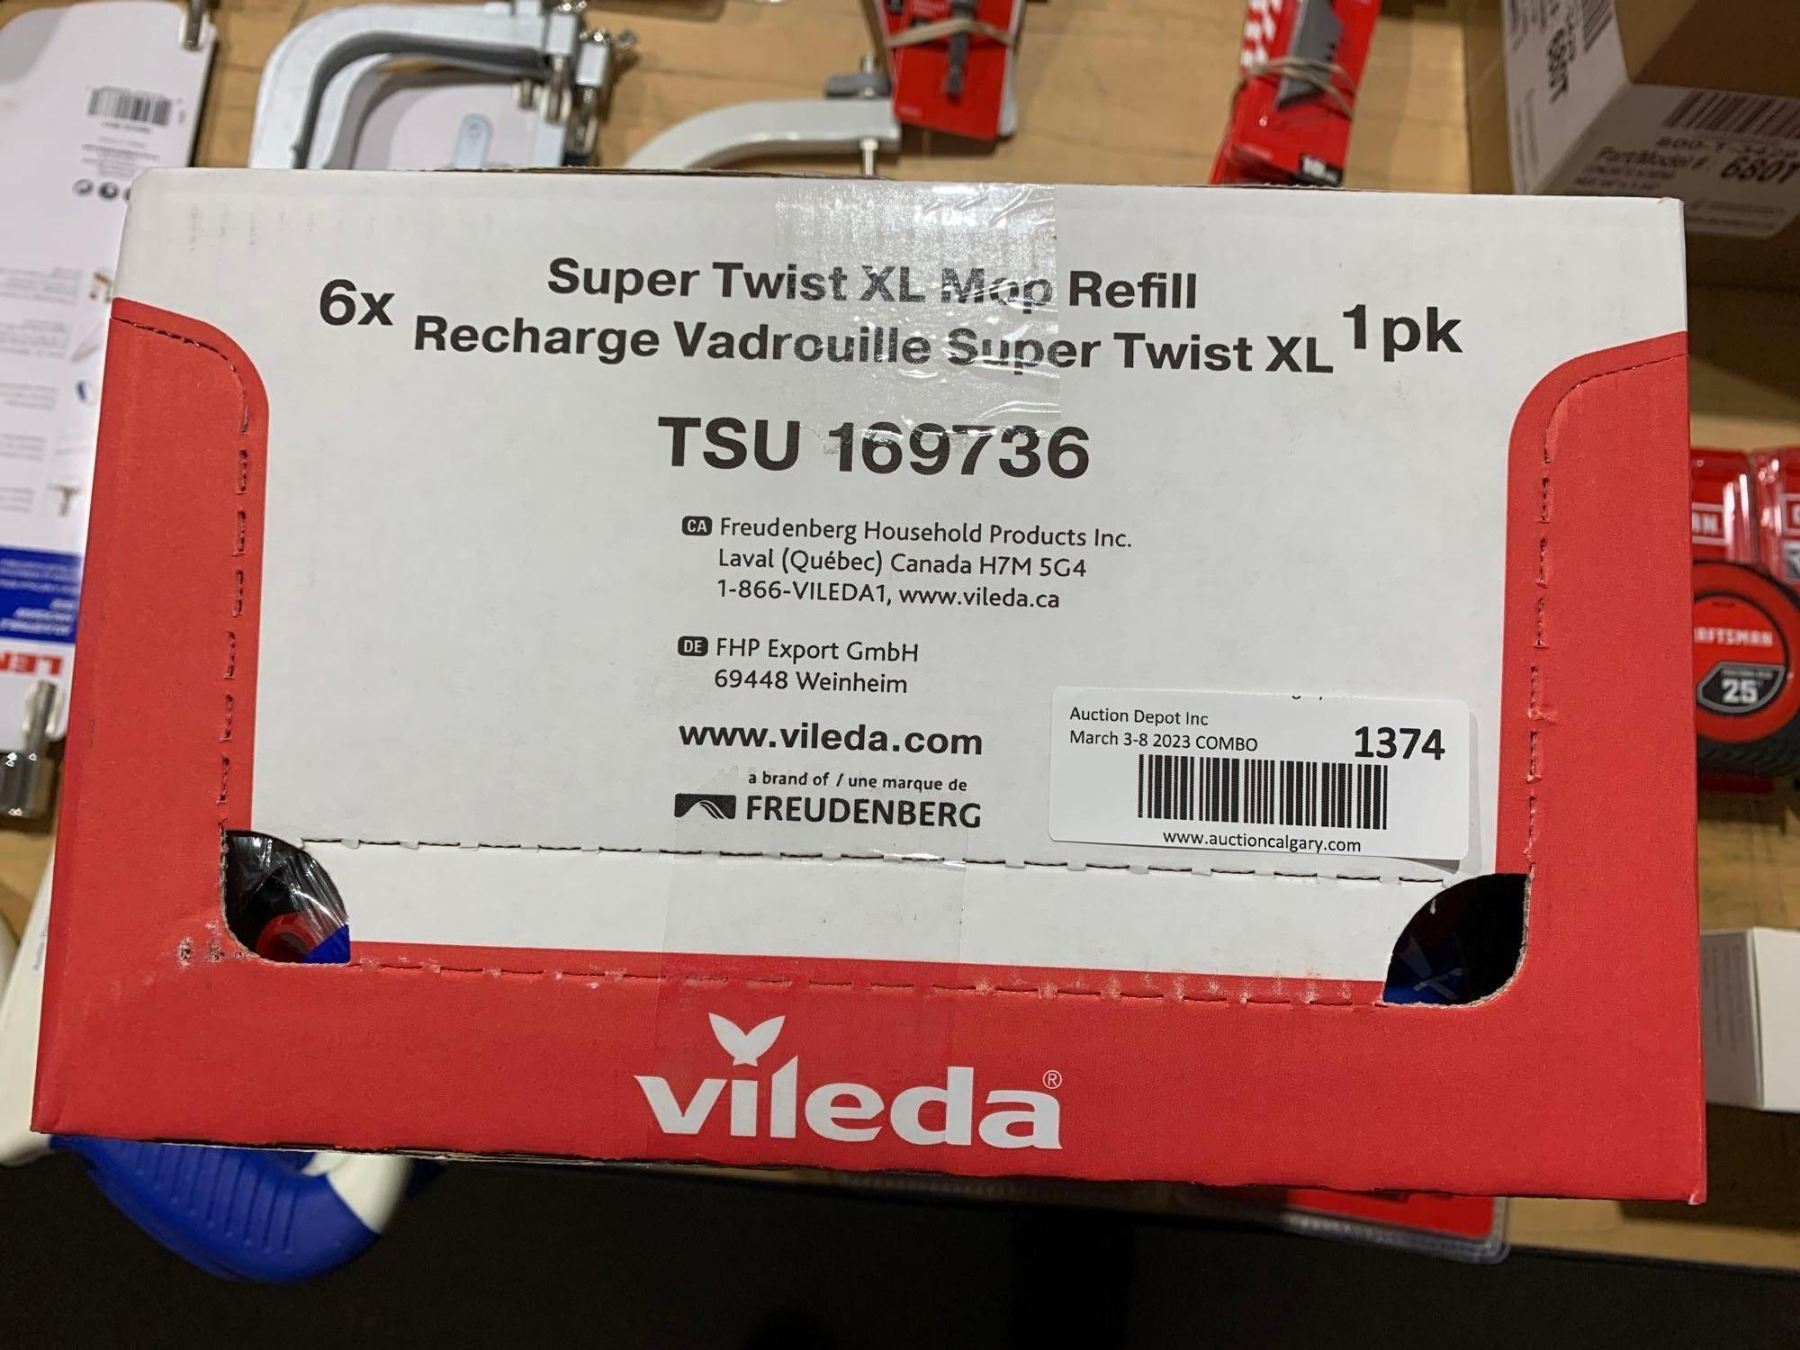 Super Twist XL Mop Refill
6x
Recharge Vadrouille Super Twist XL
1pk
TSU 169736
CA Freudenberg Household Products Inc.
Laval (Québec) Canada H7M 5G4
1-866-VILEDA1, www.vileda.ca
DE FHP Export GmbH
69448 Weinheim
www.vileda.com
a brand of / une marque de
FREUDENBERG
Auction Depot Inc
March 3-8 2023 COMBO
1374
www.auctioncalgary.com
vileda®
680T
680T
25